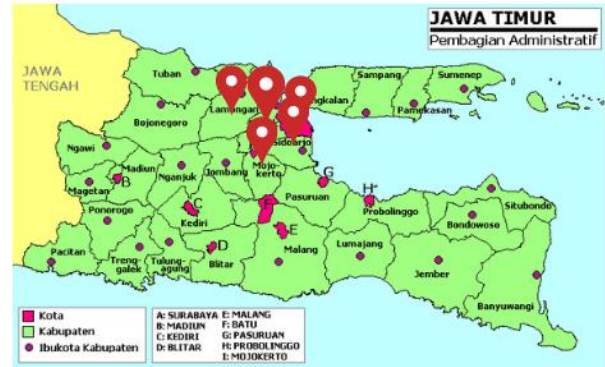 JAWA TIMUR
Pembagian Administratif
JAWA
TENGAH
Tuban
Lamongan
ngkalan
Sampang
Sumenep
Pamekasan
Bojonegoro
Sidoarjo
Ngawi
Madiun
B
Magetan
Nganjuk
Jombang
Mojo-
kerto
G
Pasuruan
H
Probolinggo
Situbondo
Bondowoso
Ponorogo
C
Kediri
F
E
Malang
Lumajang
Jember
Banyuwangi
Pacitan
Treng-
galek
Tulung-
agung
D
Blitar
Kota
Kabupaten
Ibukota Kabupaten
A: SURABAYA E: MALANG
B: MADIUN F: BATU
C: KEDIRI G: PASURUAN
D: BLITAR H: PROBOLINGGO
I: MOJOKERTO